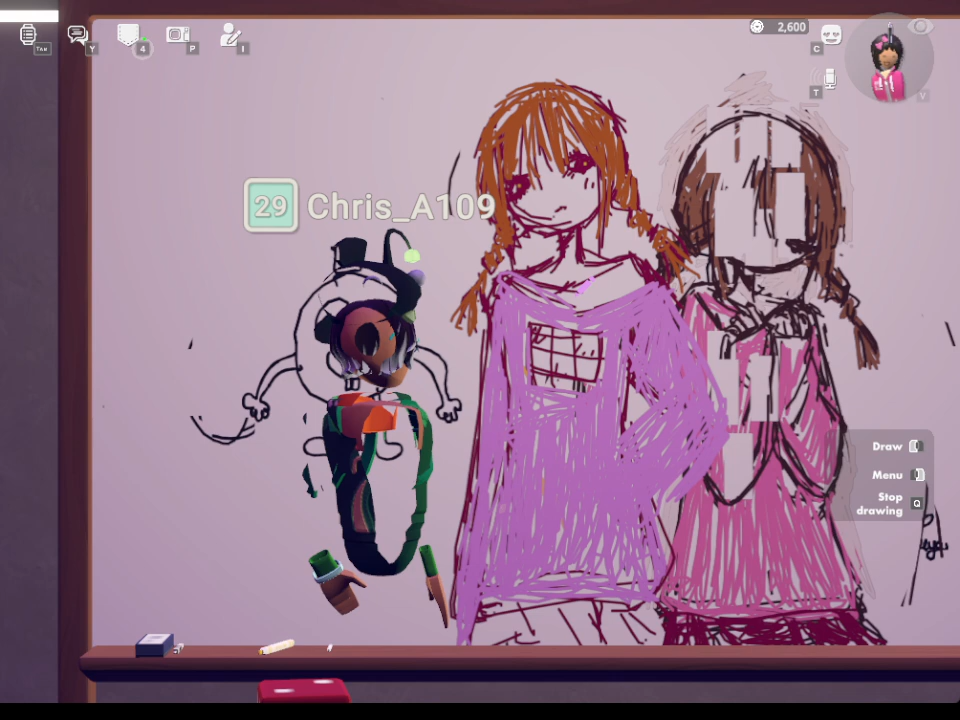 2,600
TAB
Y
4
P
I
C
T
V
29 Chris_A109
Draw
Menu
Stop
drawing
Q